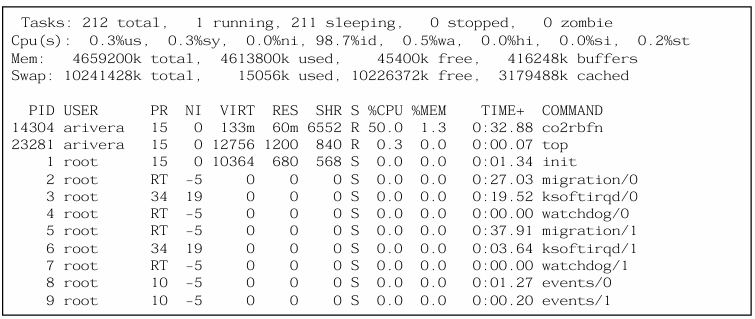 Tasks: 212 total, 1 running, 211 sleeping, 0 stopped, 0 zombie
Cpu(s): 0.3%us, 0.3%sy, 0.0%ni, 98.7%id, 0.5%wa, 0.0%hi, 0.0%si, 0.2%st
Mem: 4659200k total, 4613800k used, 45400k free, 416248k buffers
Swap: 10241428k total, 15056k used, 10226372k free, 3179488k cached
PID USER PR NI VIRT RES SHR S %CPU %MEM TIME+ COMMAND
14304 arivera 15 0 133m 60m 6552 R 50.0 1.3 0:32.88 co2rbfn
23281 arivera 15 0 12756 1200 840 R 0.3 0.0 0:00.07 top
1 root 15 0 10364 680 568 S 0.0 0.0 0:01.34 init
2 root RT -5 0 0 0 S 0.0 0.0 0:27.03 migration/0
3 root 34 19 0 0 0 S 0.0 0.0 0:19.52 ksoftirqd/0
4 root RT -5 0 0 0 S 0.0 0.0 0:00.00 watchdog/0
5 root RT -5 0 0 0 S 0.0 0.0 0:37.91 migration/1
6 root 34 19 0 0 0 S 0.0 0.0 0:03.64 ksoftirqd/1
7 root RT -5 0 0 0 S 0.0 0.0 0:00.00 watchdog/1
8 root 10 -5 0 0 0 S 0.0 0.0 0:01.27 events/0
9 root 10 -5 0 0 0 S 0.0 0.0 0:00.20 events/1